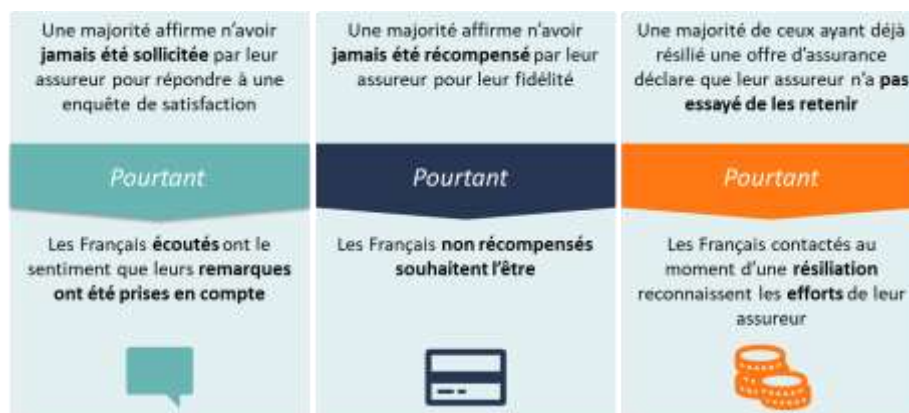 Une majorité affirme n'avoir
jamais été sollicitée par leur
assureur pour répondre à une
enquête de satisfaction
Pourtant
Les Français écoutés ont le
sentiment que leurs remarques
ont été prises en compte
Une majorité affirme n'avoir
jamais été récompensé par leur
assureur pour leur fidélité
Pourtant
Les Français non récompensés
souhaitent l'être
Une majorité de ceux ayant déjà
résilié une offre d'assurance
déclare que leur assureur n'a pas
essayé de les retenir
Pourtant
Les Français contactés au
moment d'une résiliation
reconnaissent les efforts de leur
assureur